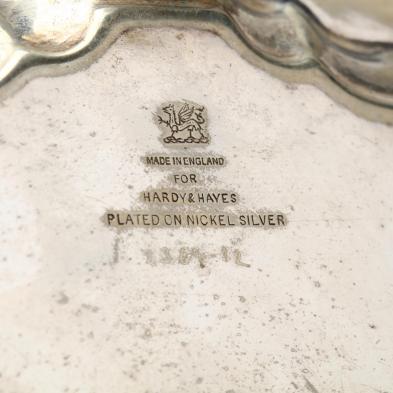 MADE IN ENGLAND
FOR
HARDY & HAYES
PLATED ON NICKEL SILVER